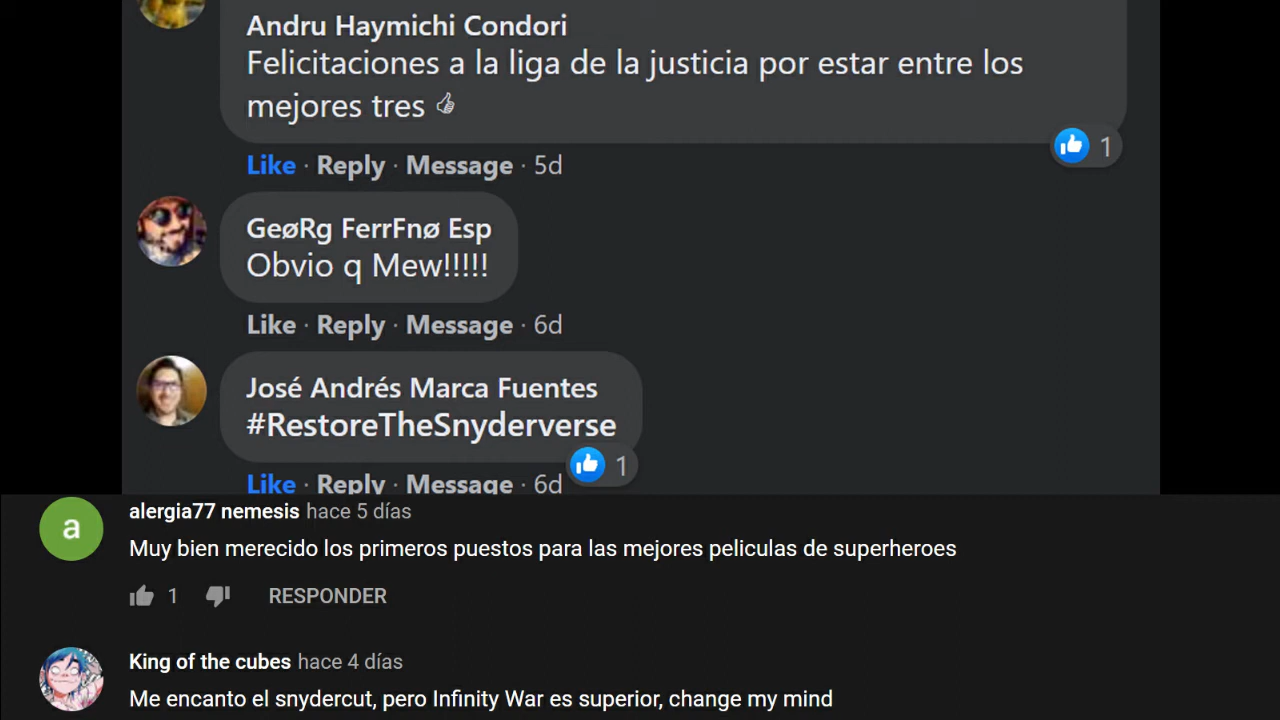 Andru Haymichi Condori
Felicitaciones a la liga de la justicia por estar entre los
mejores tres 👍
1
Like · Reply · Message · 5d
GeøRg FerrFnø Esp
Obvio q Mew!!!!!
Like · Reply · Message · 6d
José Andrés Marca Fuentes
#RestoreTheSnyderverse
1
Like · Reply · Message · 6d
a
alergia77 nemesis hace 5 días
Muy bien merecido los primeros puestos para las mejores peliculas de superheroes
1 RESPONDER
King of the cubes hace 4 días
Me encanto el snydercut, pero Infinity War es superior, change my mind